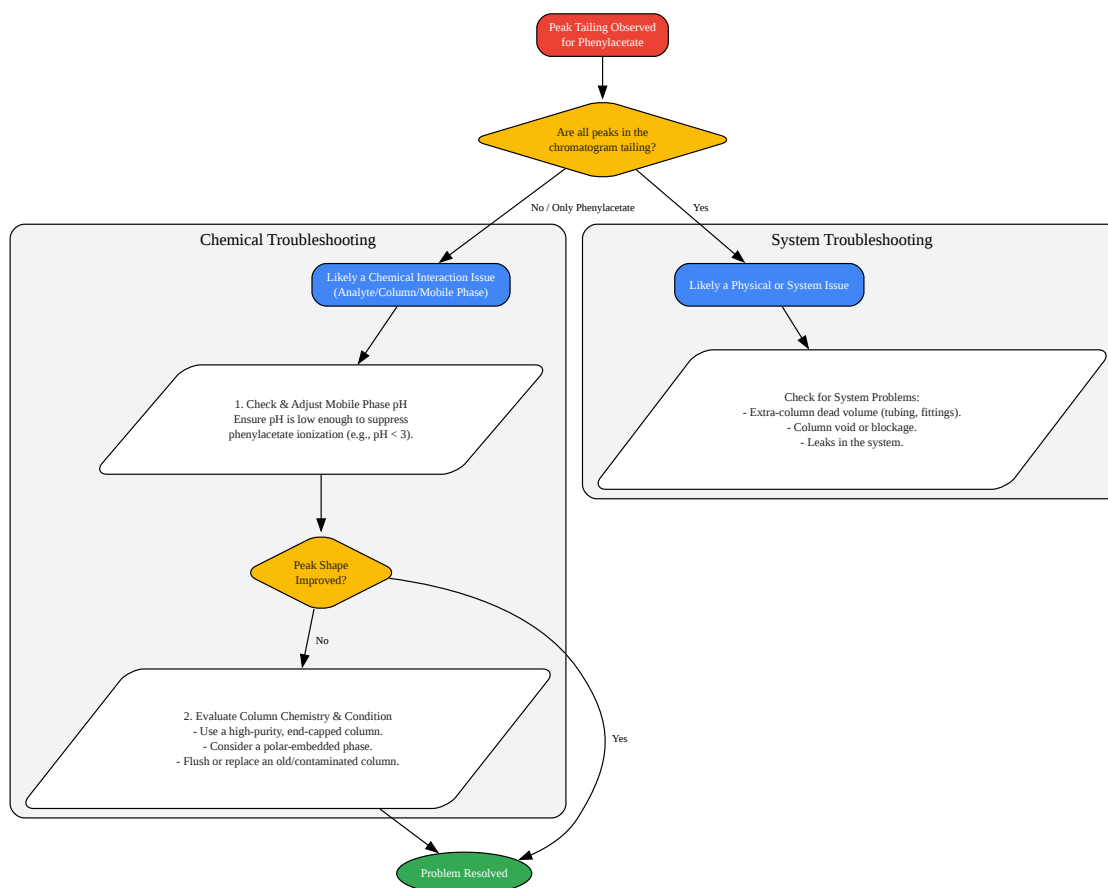 Peak Tailing Observed
for Phenylacetate
Are all peaks in the
chromatogram tailing?
No / Only Phenylacetate
Yes
Chemical Troubleshooting
Likely a Chemical Interaction Issue
(Analyte/Column/Mobile Phase)
1. Check & Adjust Mobile Phase pH
Ensure pH is low enough to suppress
phenylacetate ionization (e.g., pH < 3).
Peak Shape
Improved?
No
2. Evaluate Column Chemistry & Condition
- Use a high-purity, end-capped column.
- Consider a polar-embedded phase.
- Flush or replace an old/contaminated column.
Yes
Problem Resolved
System Troubleshooting
Likely a Physical or System Issue
Check for System Problems:
- Extra-column dead volume (tubing, fittings).
- Column void or blockage.
- Leaks in the system.